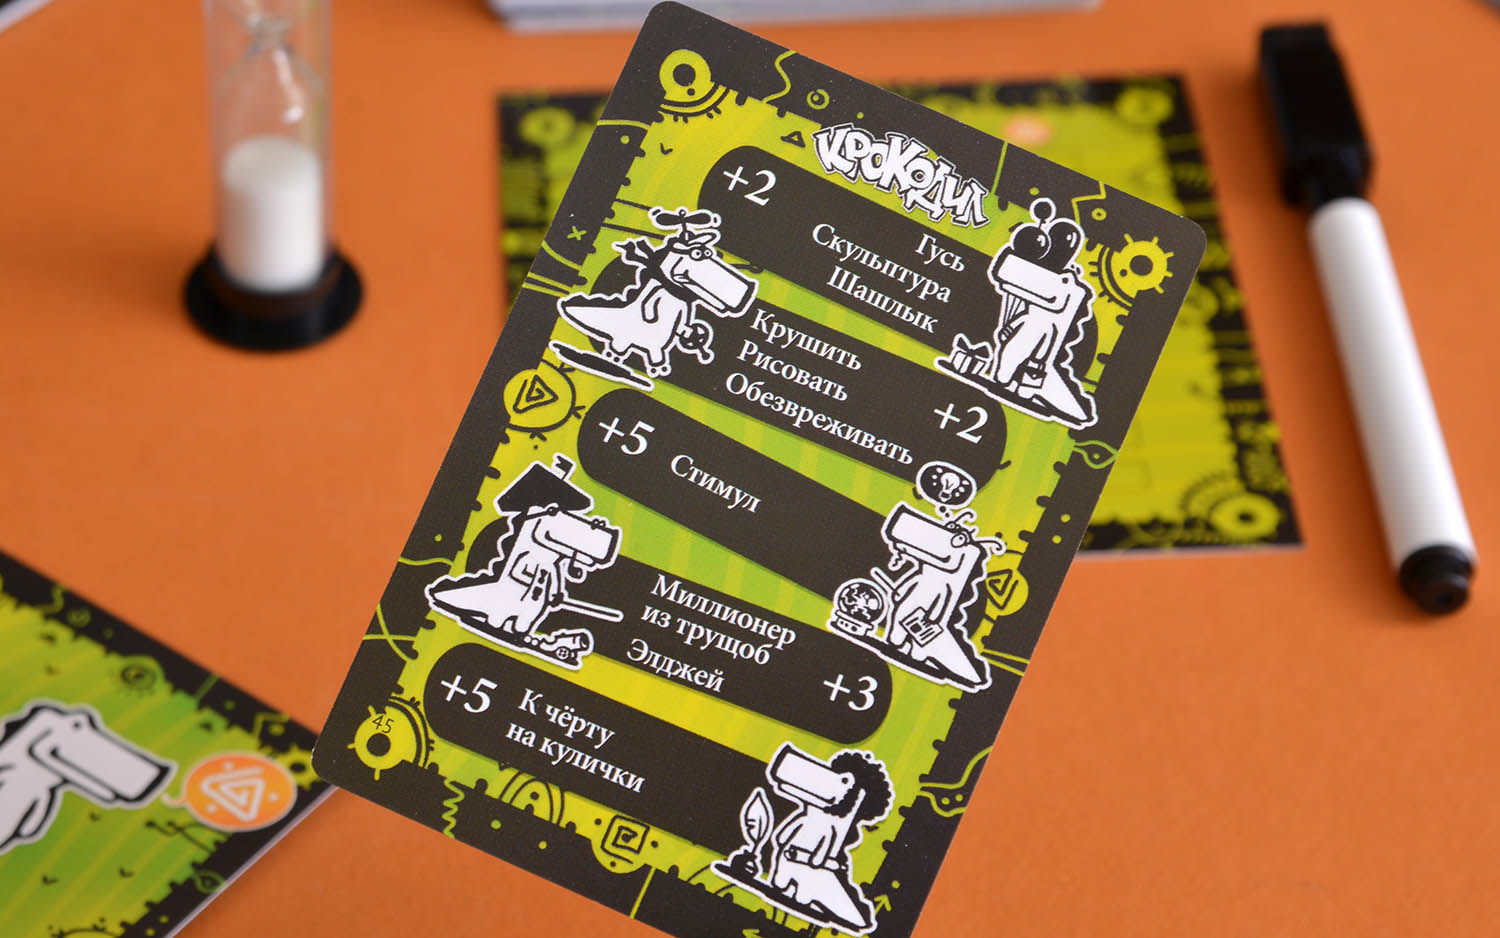 Крокодил
+2
Гусь
Скульптура
Шашлык
Крушить
Рисовать
Обезвреживать
+2
+5
Стимул
Миллионер
из трущоб
Элджей
+3
+5
К чёрту
на кулички
45